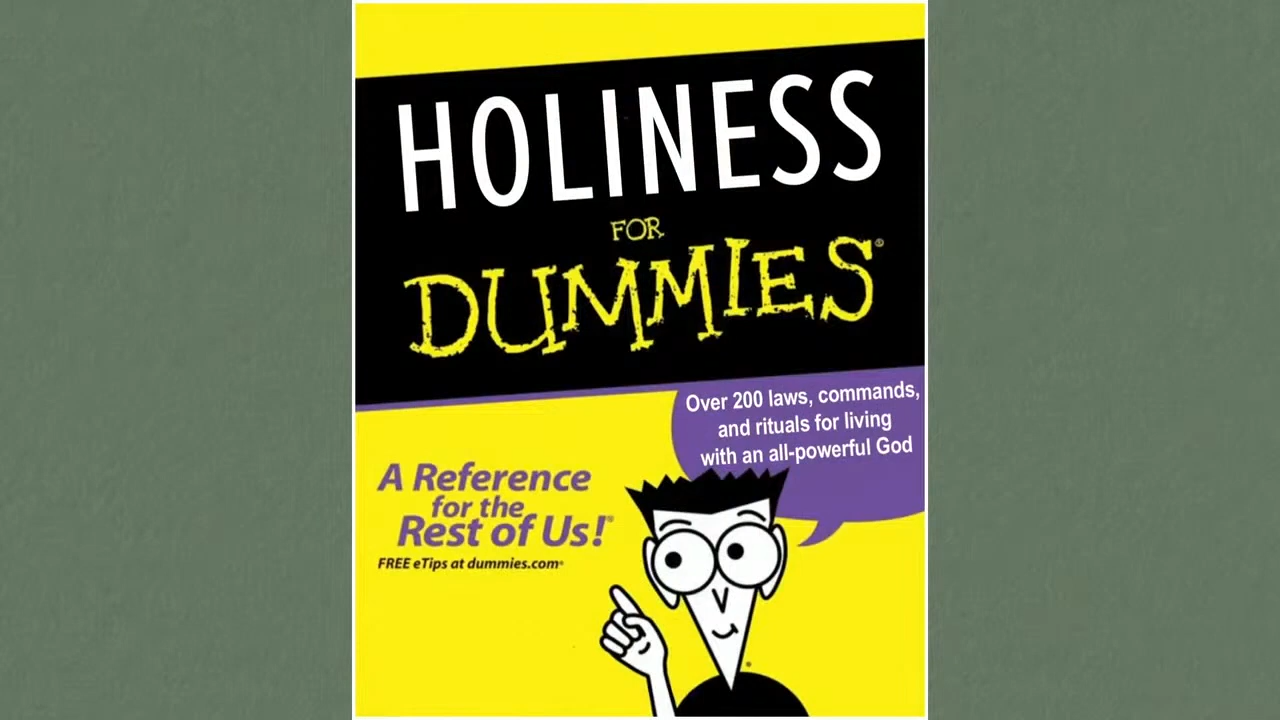 HOLINESS
FOR
DUMMIES®
Over 200 laws, commands,
and rituals for living
with an all-powerful God
A Reference
for the
Rest of Us!®
FREE eTips at dummies.com®
®